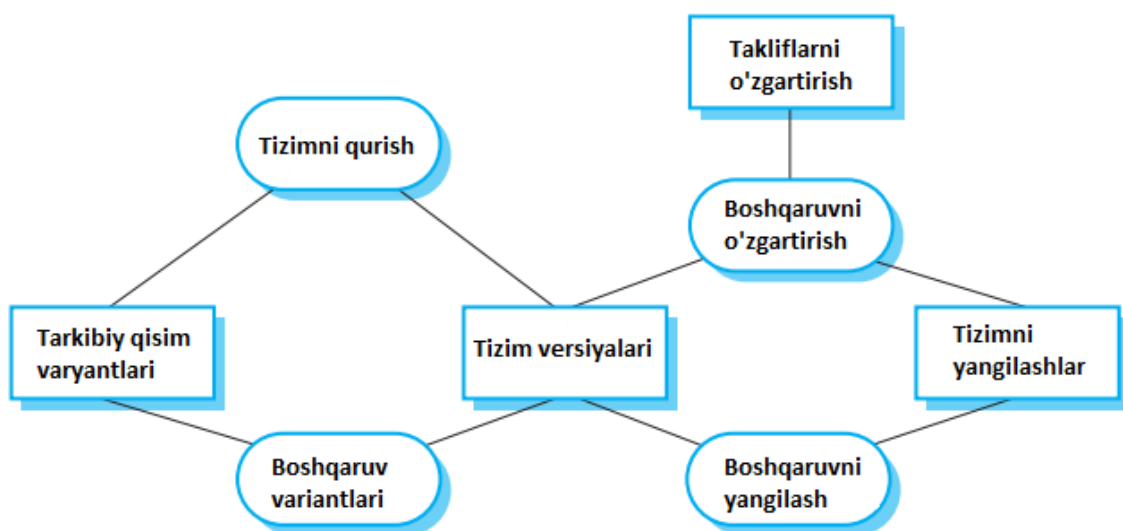 Takliflarni
o'zgartirish
Tizimni qurish
Boshqaruvni
o'zgartirish
Tarkibiy qisim
varyantlari
Tizim versiyalari
Tizimni
yangilashlar
Boshqaruv
variantlari
Boshqaruvni
yangilash